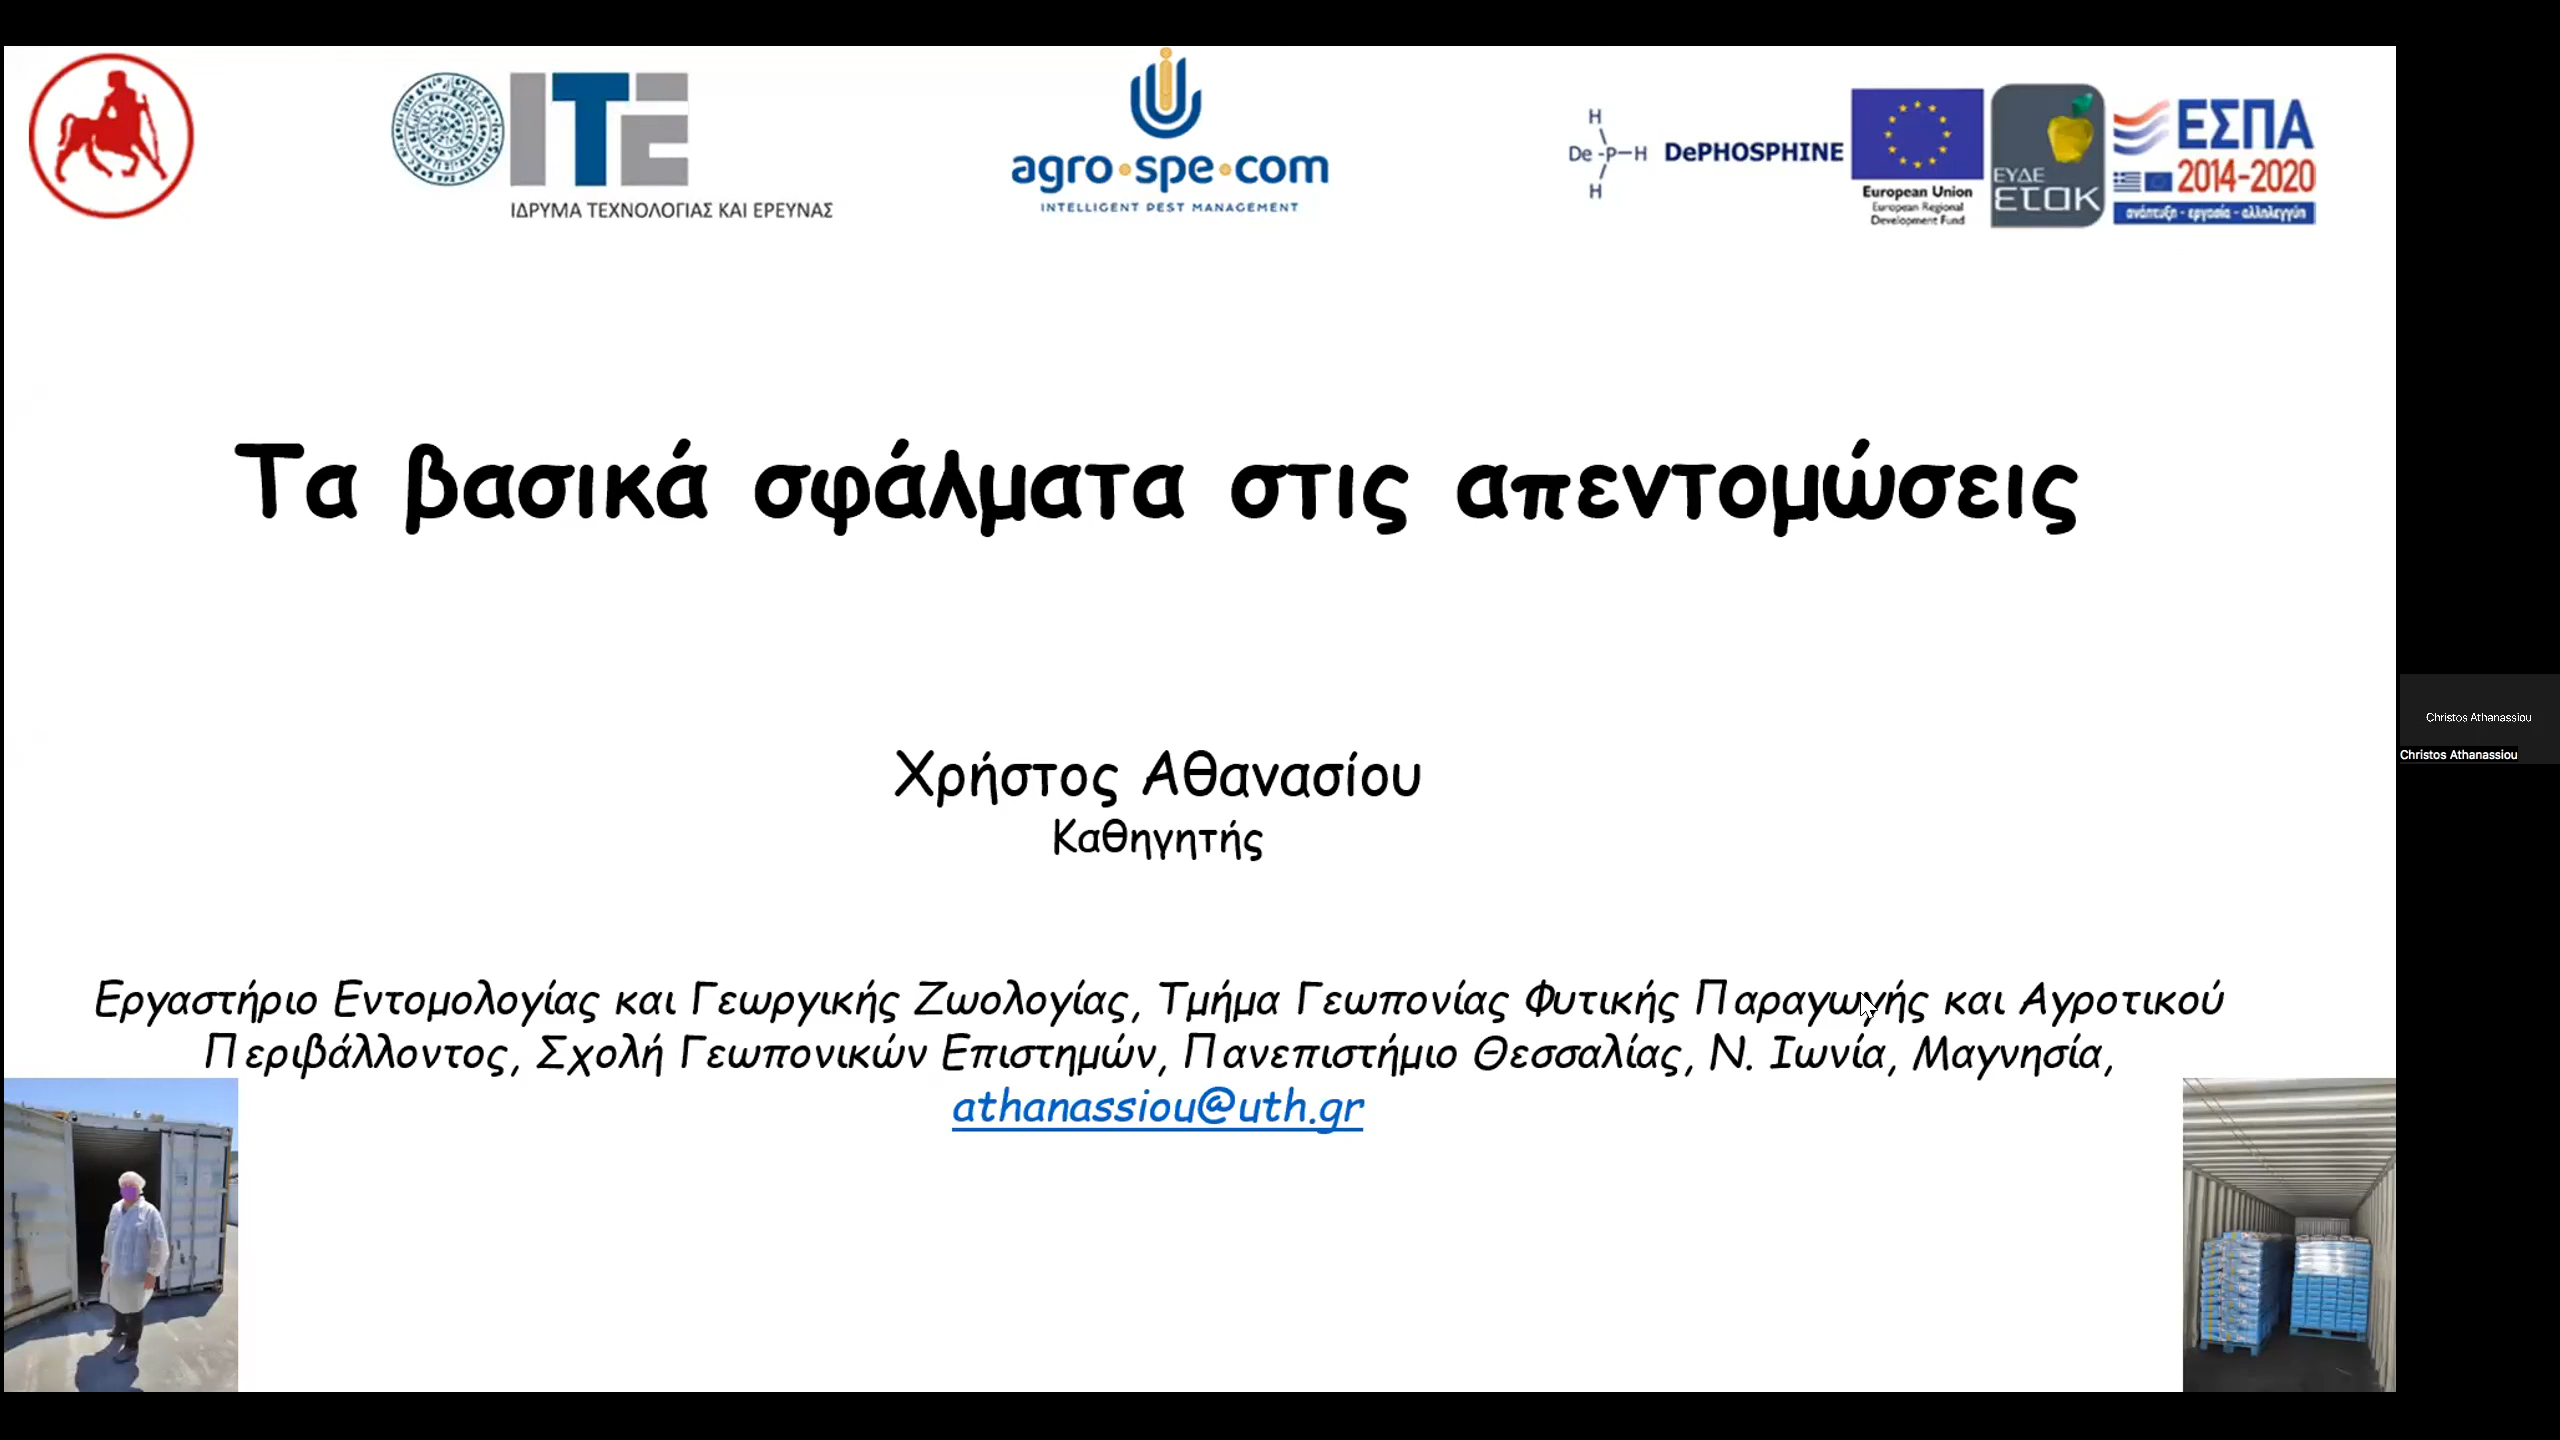 ΙΤΕ
ΙΔΡΥΜΑ ΤΕΧΝΟΛΟΓΙΑΣ ΚΑΙ ΕΡΕΥΝΑΣ
agro·spe·com
INTELLIGENT PEST MANAGEMENT
H
De -P-H
H
DePHOSPHINE
European Union
European Regional
Development Fund
ΕΥΔΕ
ΕΤΑΚ
ΕΣΠΑ
2014-2020
ανάπτυξη - εργασία - αλληλεγγύη
Τα βασικά σφάλματα στις απεντομώσεις
Χρήστος Αθανασίου
Καθηγητής
Εργαστήριο Εντομολογίας και Γεωργικής Ζωολογίας, Τμήμα Γεωπονίας Φυτικής Παραγωγής και Αγροτικού
Περιβάλλοντος, Σχολή Γεωπονικών Επιστημών, Πανεπιστήμιο Θεσσαλίας, Ν. Ιωνία, Μαγνησία,
athanassiou@uth.gr
Christos Athanassiou
Christos Athanassiou